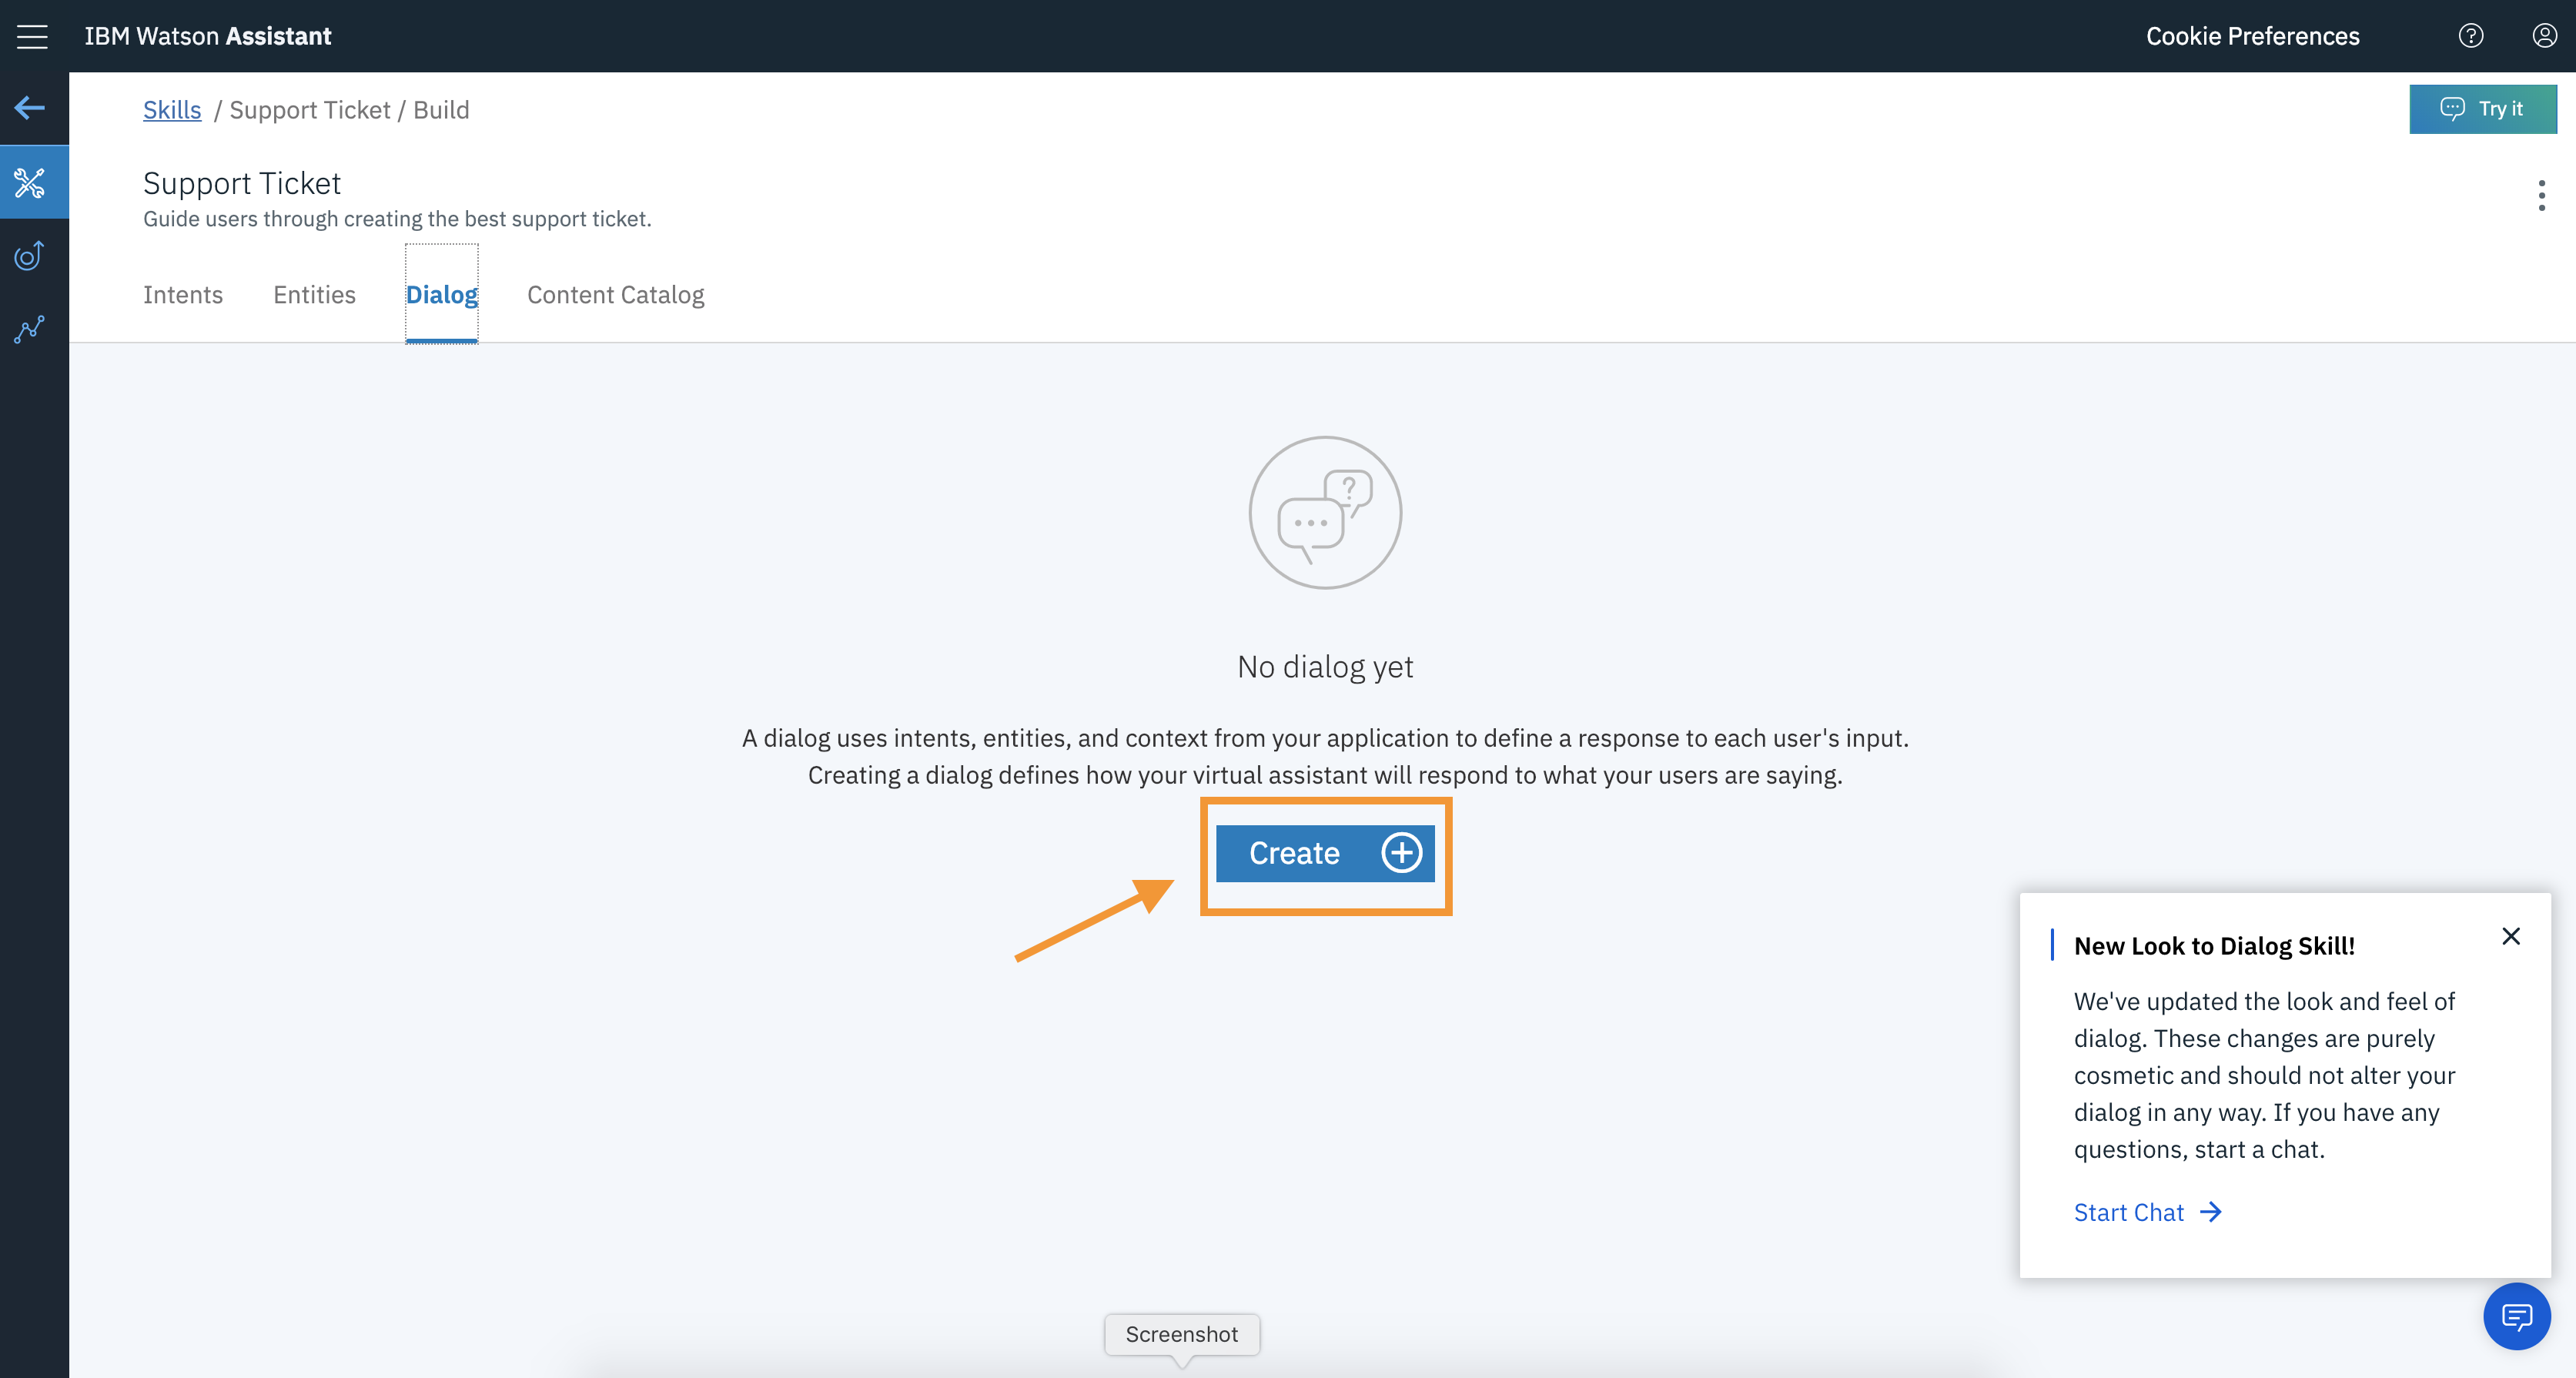 IBM Watson Assistant
Cookie Preferences
Skills / Support Ticket / Build
Try it
Support Ticket
Guide users through creating the best support ticket.
Intents
Entities
Dialog
Content Catalog
?
No dialog yet
A dialog uses intents, entities, and context from your application to define a response to each user's input.
Creating a dialog defines how your virtual assistant will respond to what your users are saying.
Create
New Look to Dialog Skill!
We've updated the look and feel of
dialog. These changes are purely
cosmetic and should not alter your
dialog in any way. If you have any
questions, start a chat.
Start Chat
Screenshot